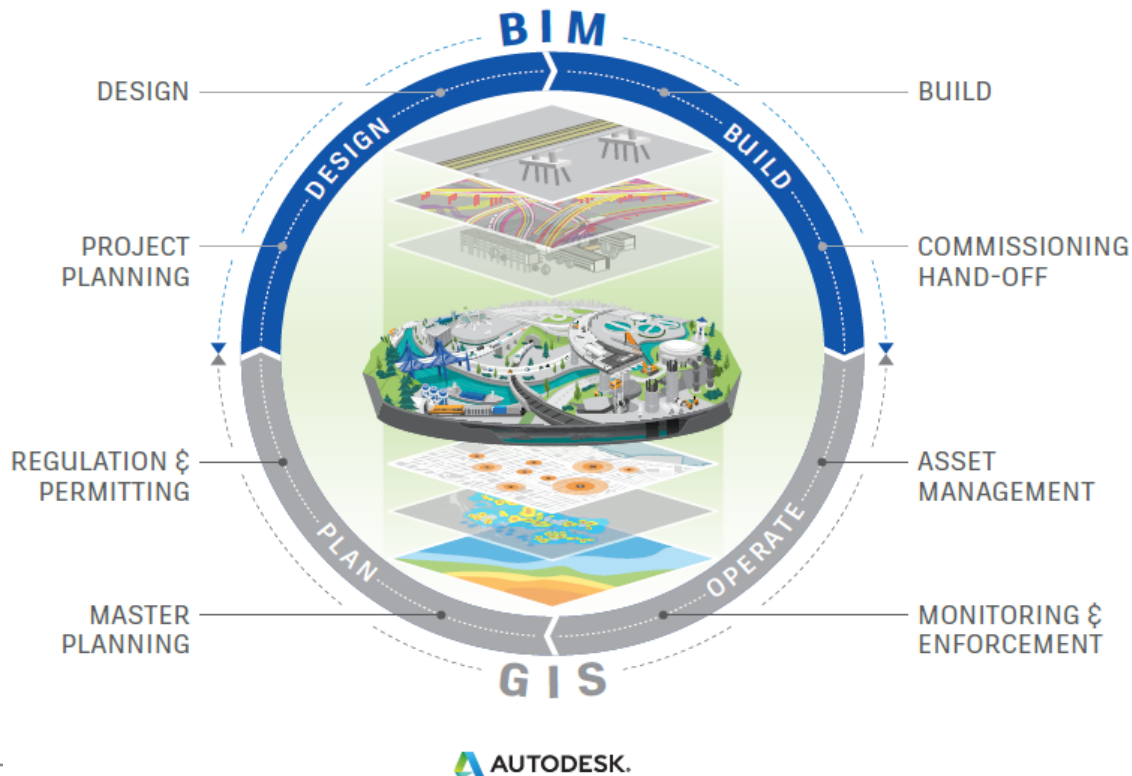 BIM
DESIGN
BUILD
DESIGN
BUILD
PROJECT
PLANNING
COMMISSIONING
HAND-OFF
REGULATION &
PERMITTING
ASSET
MANAGEMENT
PLAN
OPERATE
MASTER
PLANNING
MONITORING &
ENFORCEMENT
GIS
AUTODESK.